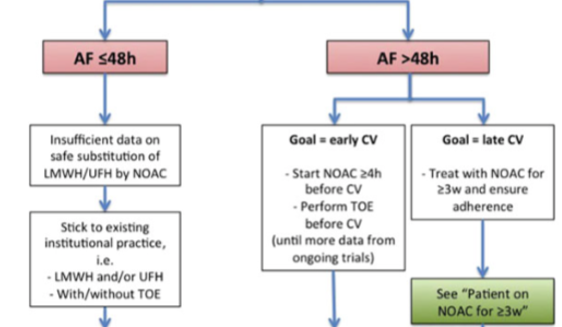 AF ≤48h
AF >48h
Insufficient data on
safe substitution of
LMWH/UFH by NOAC
Stick to existing
institutional practice,
i.e.
- LMWH and/or UFH
- With/without TOE
Goal = early CV
- Start NOAC ≥4h
before CV
- Perform TOE
before CV
(until more data from
ongoing trials)
Goal = late CV
- Treat with NOAC for
≥3w and ensure
adherence
See "Patient on
NOAC for ≥3w"